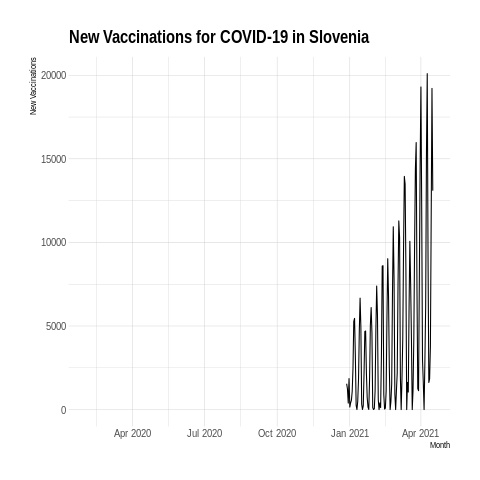 New Vaccinations for COVID-19 in Slovenia
New Vaccinations
20000
15000
10000
5000
0
Apr 2020 Jul 2020 Oct 2020 Jan 2021 Apr 2021
Month